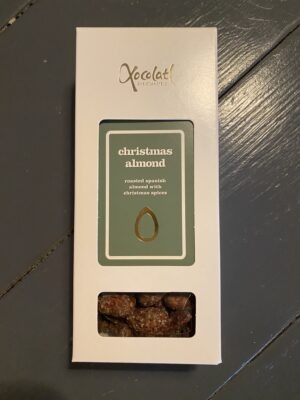 Xocolatl
christmas
almond
roasted spanish
almond with
christmas spices